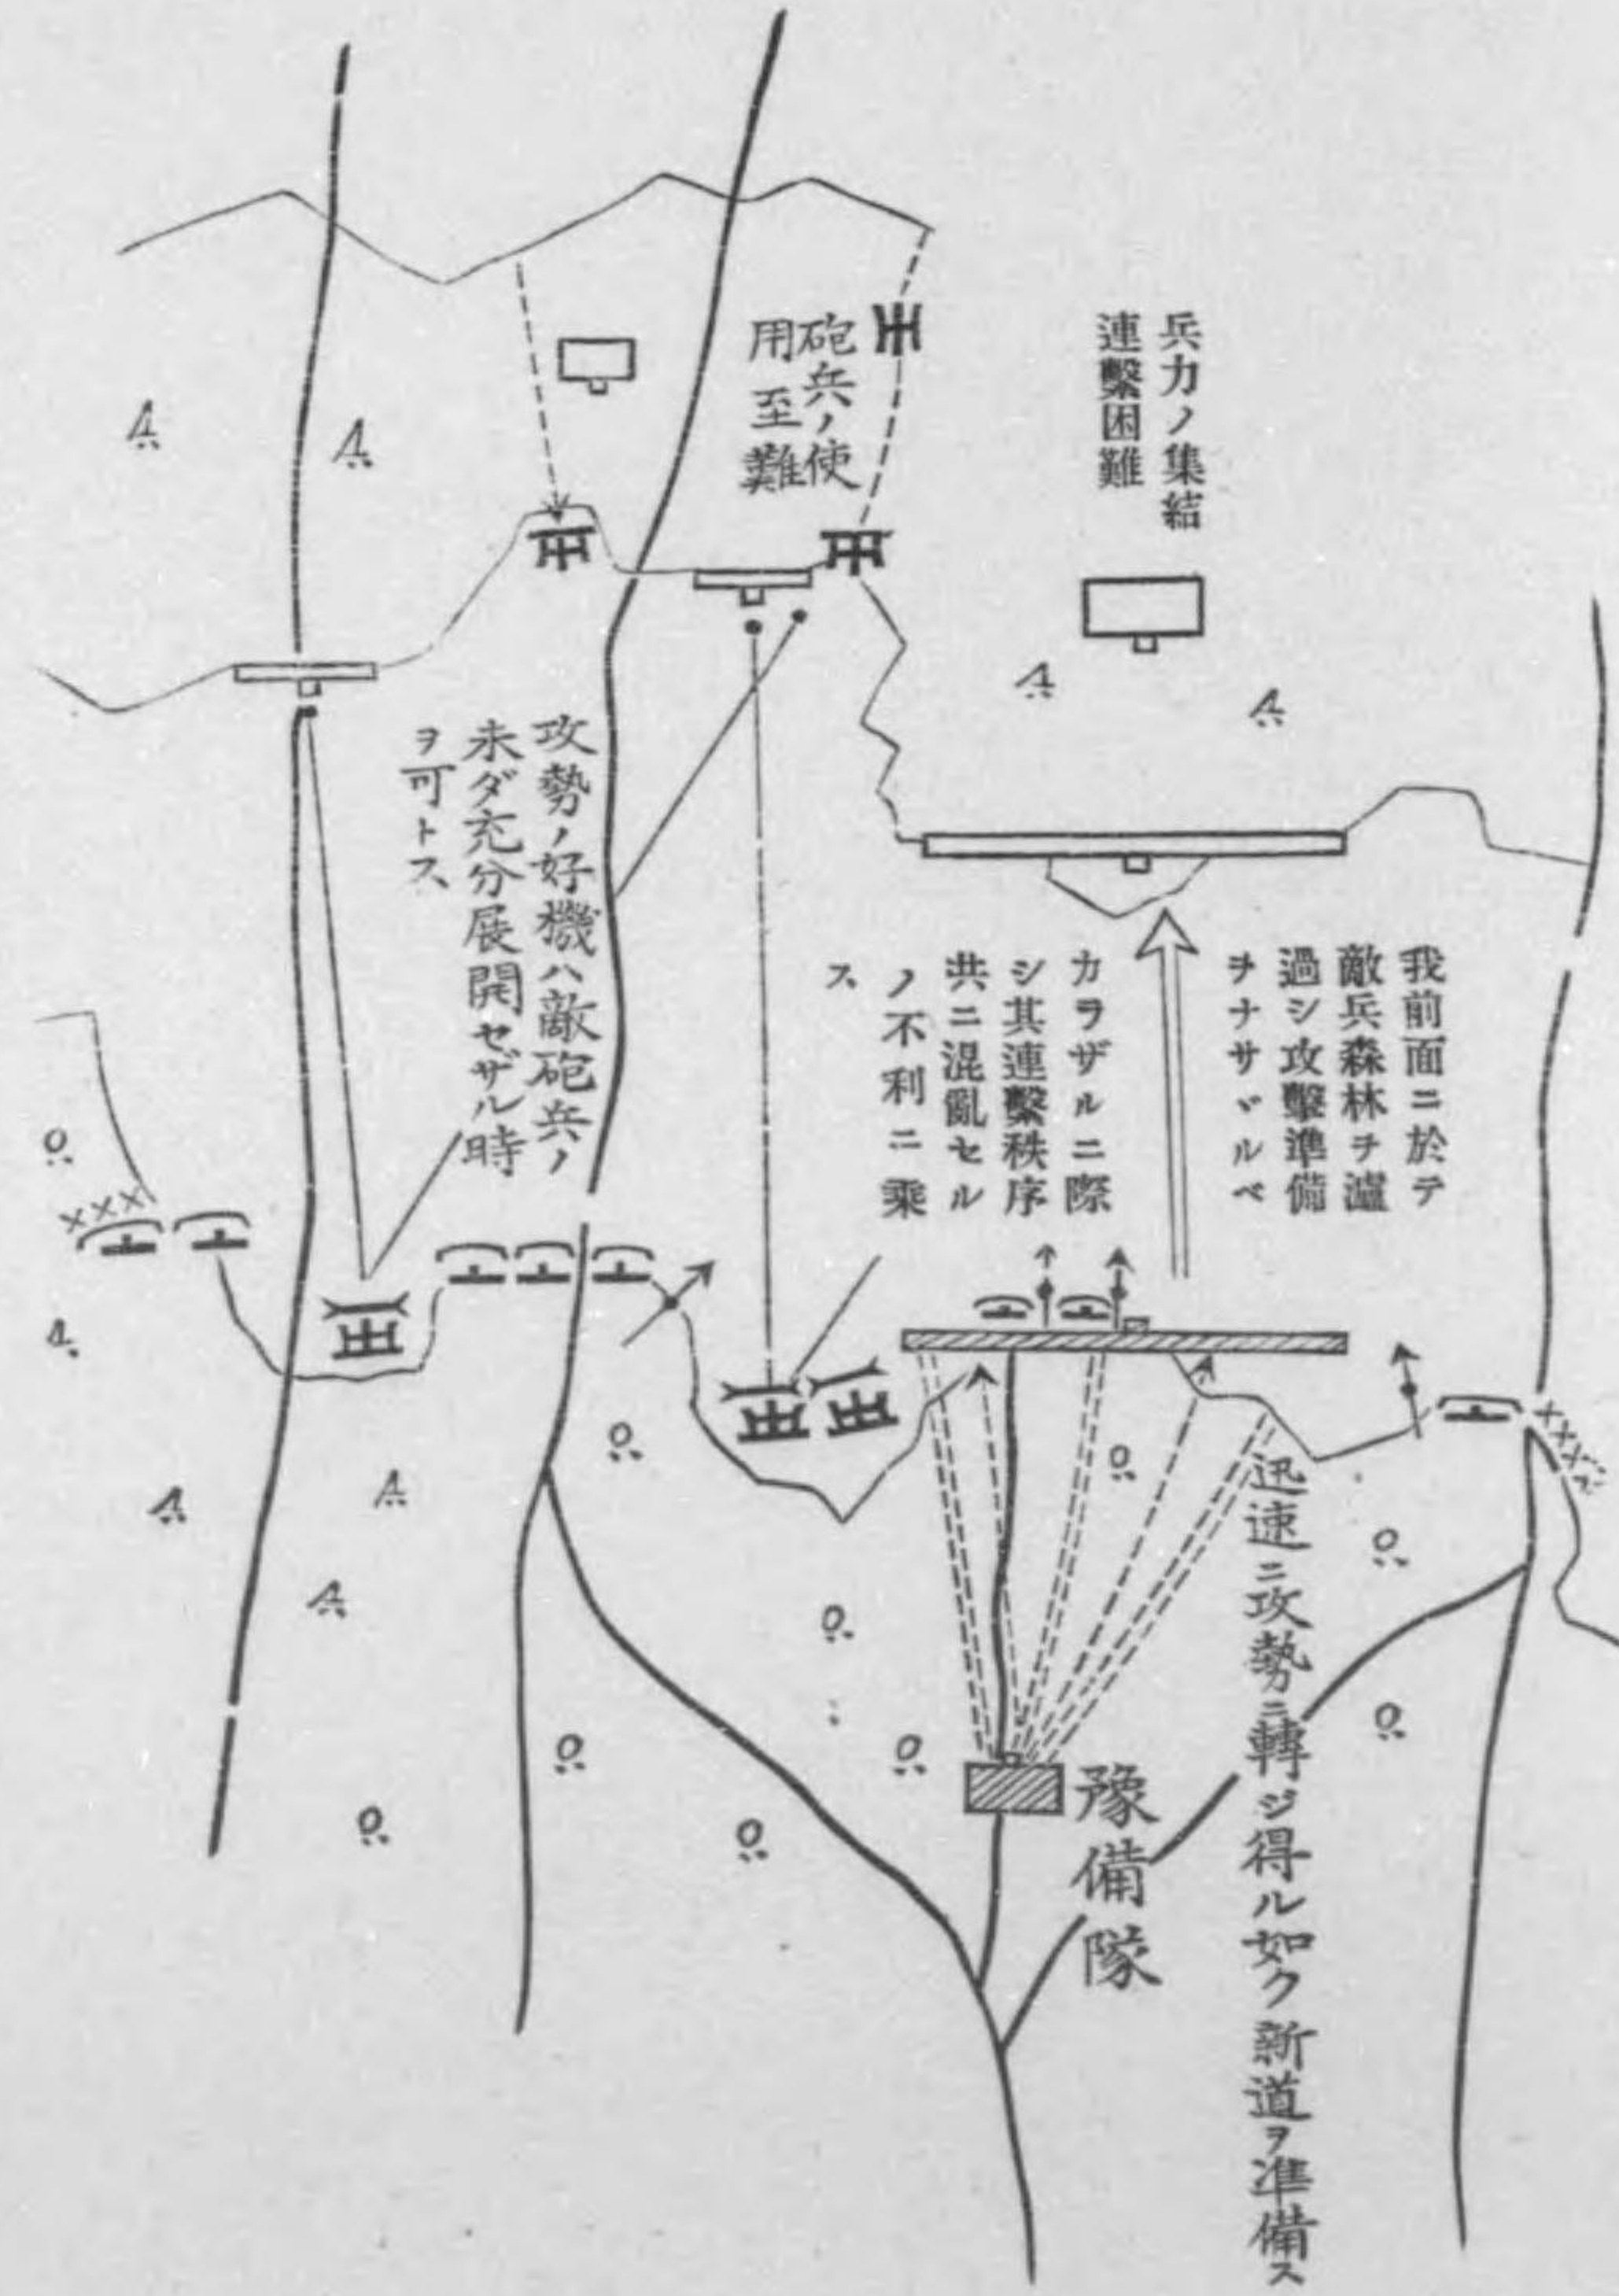 兵力ノ集結
連繫困難
砲兵ノ使
用至難
我前面ニ於テ
敵兵森林ヲ濾
過シ攻擊準備
ヲナサヾルベ
カラザルニ際
シ其連繫秩序
共ニ混亂セル
ノ不利ニ乘
ス
攻勢ノ好機ハ敵砲兵ノ
未ダ充分展開セザル時
ヲ可トス
迅速ニ攻勢ニ轉ジ得ル如ク新道ヲ準備ス
豫備隊